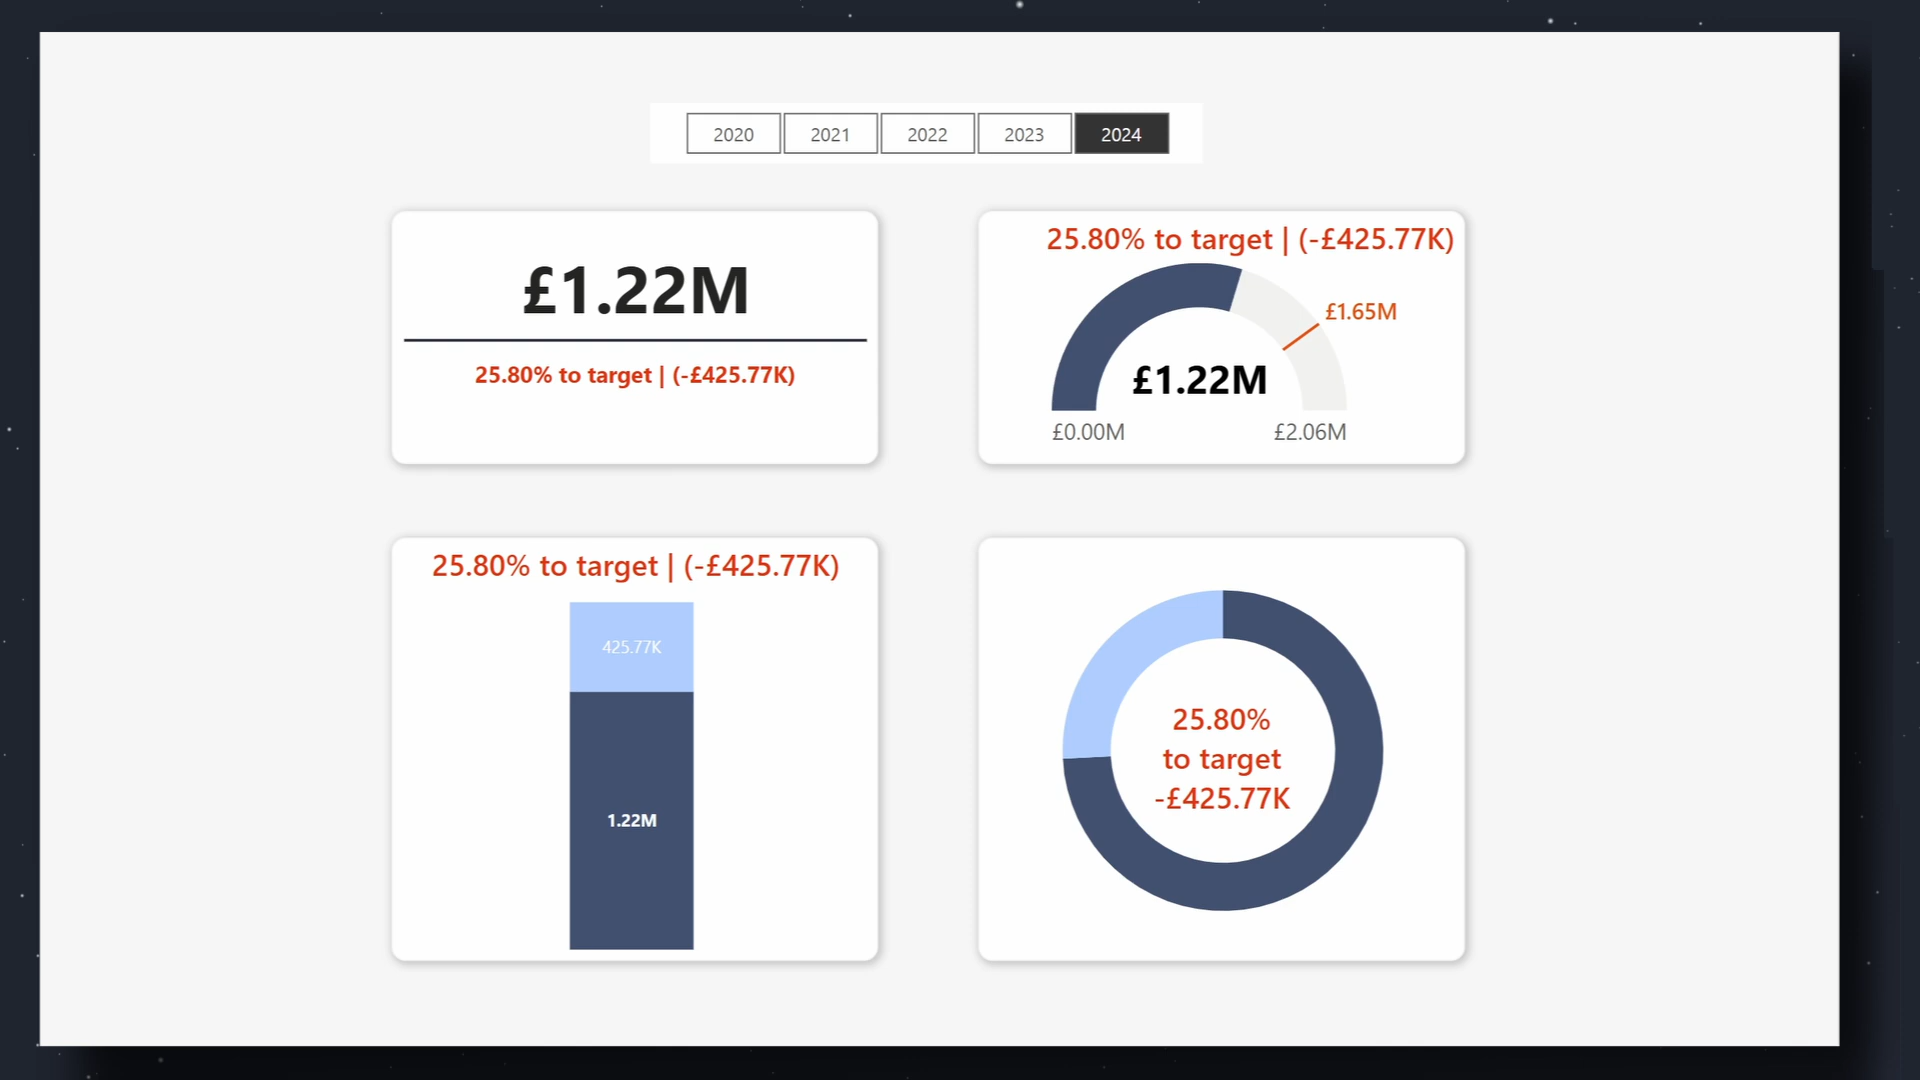 2020 2021 2022 2023 2024
£1.22M
25.80% to target | (-£425.77K)
25.80% to target | (-£425.77K)
£1.65M
£1.22M
£0.00M £2.06M
25.80% to target | (-£425.77K)
425.77K
1.22M
25.80%
to target
-£425.77K